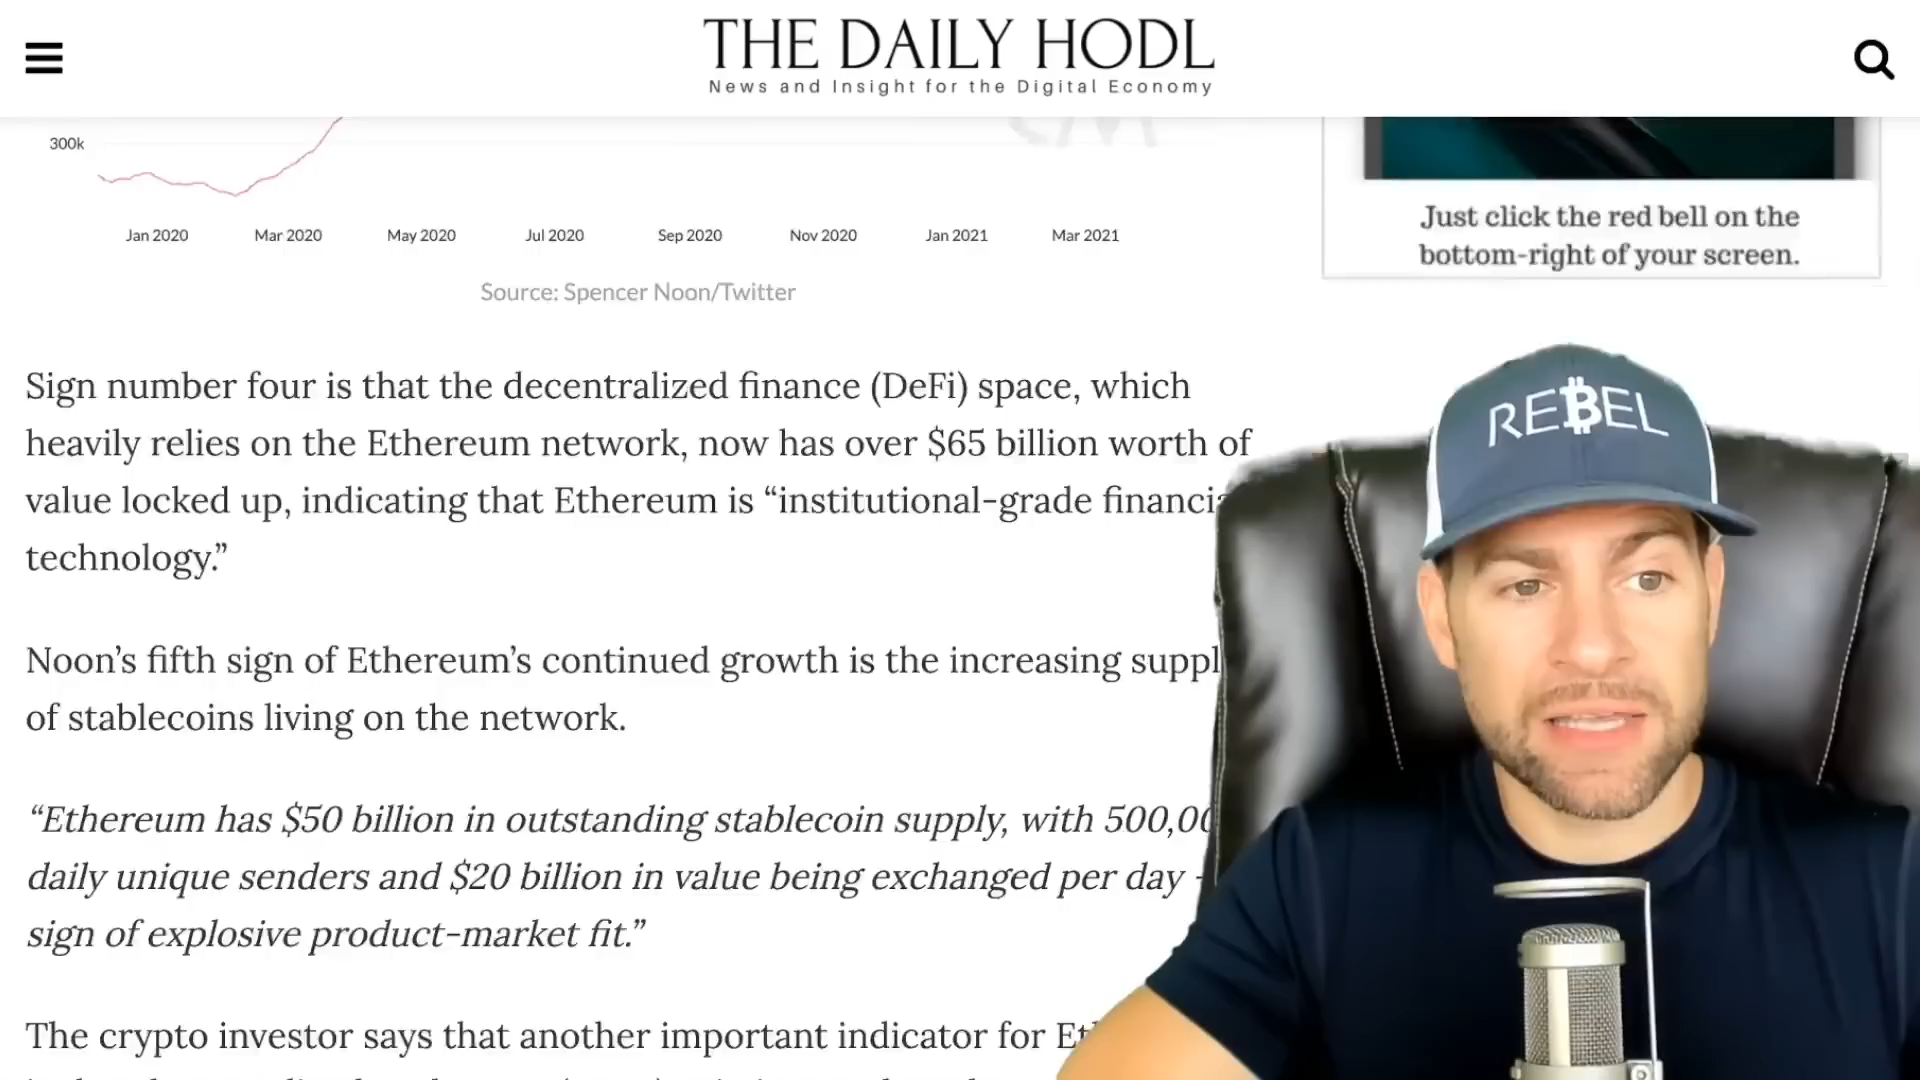 THE DAILY HODL
News and Insight for the Digital Economy
300k
Jan 2020 Mar 2020 May 2020 Jul 2020 Sep 2020 Nov 2020 Jan 2021 Mar 2021
Source: Spencer Noon/Twitter
Just click the red bell on the
bottom-right of your screen.
Sign number four is that the decentralized finance (DeFi) space, which
heavily relies on the Ethereum network, now has over $65 billion worth of
value locked up, indicating that Ethereum is “institutional-grade
technology.”
Noon’s fifth sign of Ethereum’s continued growth is the increasing
of stablecoins living on the network.
“Ethereum has $50 billion in outstanding stablecoin supply, with
daily unique senders and $20 billion in value being exchanged per day
sign of explosive product-market fit.”
The crypto investor says that another important indicator for
REBEL